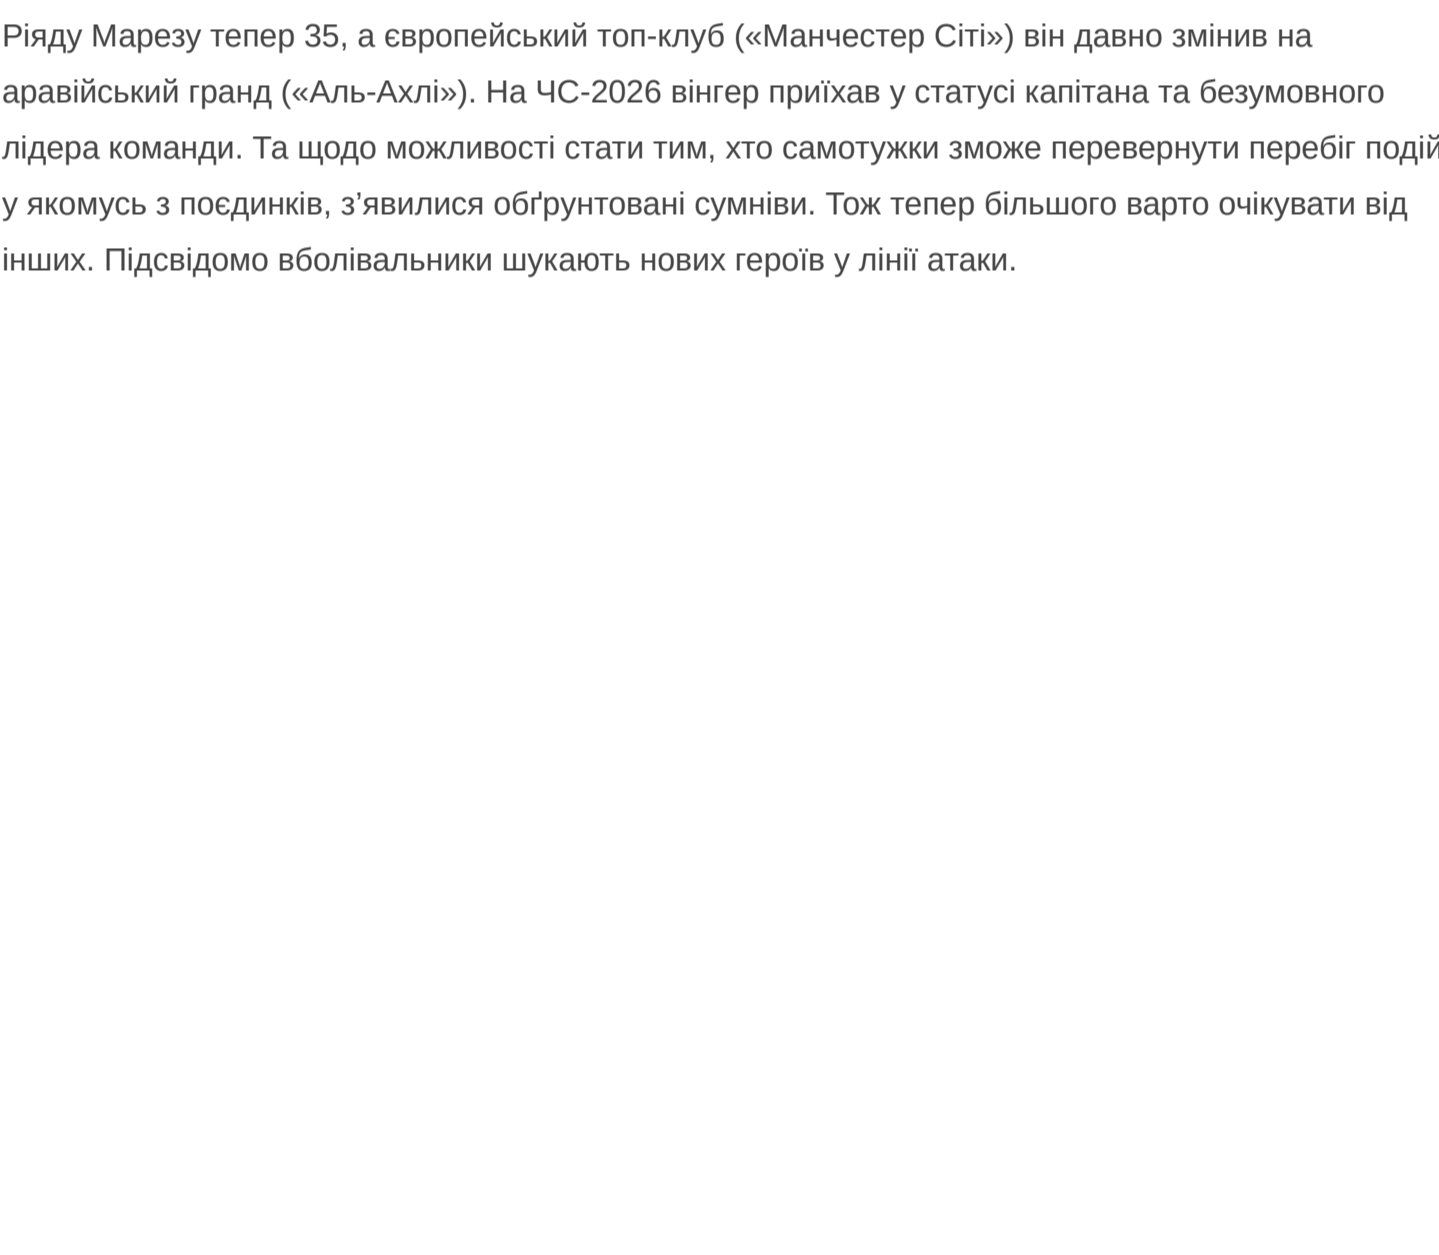 Ріяду Марезу тепер 35, а європейський топ-клуб («Манчестер Сіті») він давно змінив на
аравійський гранд («Аль-Ахлі»). На ЧС-2026 вінгер приїхав у статусі капітана та безумовного
лідера команди. Та щодо можливості стати тим, хто самотужки зможе перевернути перебіг подій
у якомусь з поєдинків, з’явилися обґрунтовані сумніви. Тож тепер більшого варто очікувати від
інших. Підсвідомо вболівальники шукають нових героїв у лінії атаки.